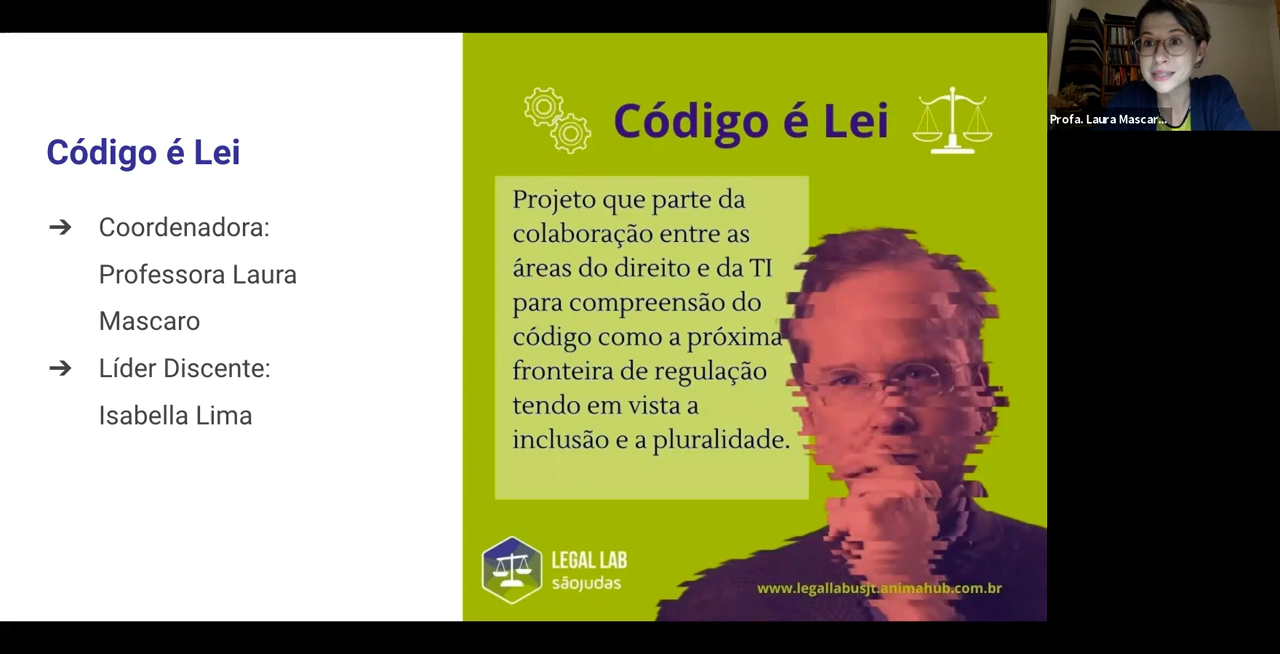 Código é Lei
➔ Coordenadora:
Professora Laura
Mascaro
➔ Líder Discente:
Isabella Lima
Código é Lei
Projeto que parte da
colaboração entre as
áreas do direito e da TI
para compreensão do
código como a próxima
fronteira de regulação
tendo em vista a
inclusão e a pluralidade.
LEGAL LAB
sãojudas
www.legallabusjt.animahub.com.br
Profa. Laura Mascar...